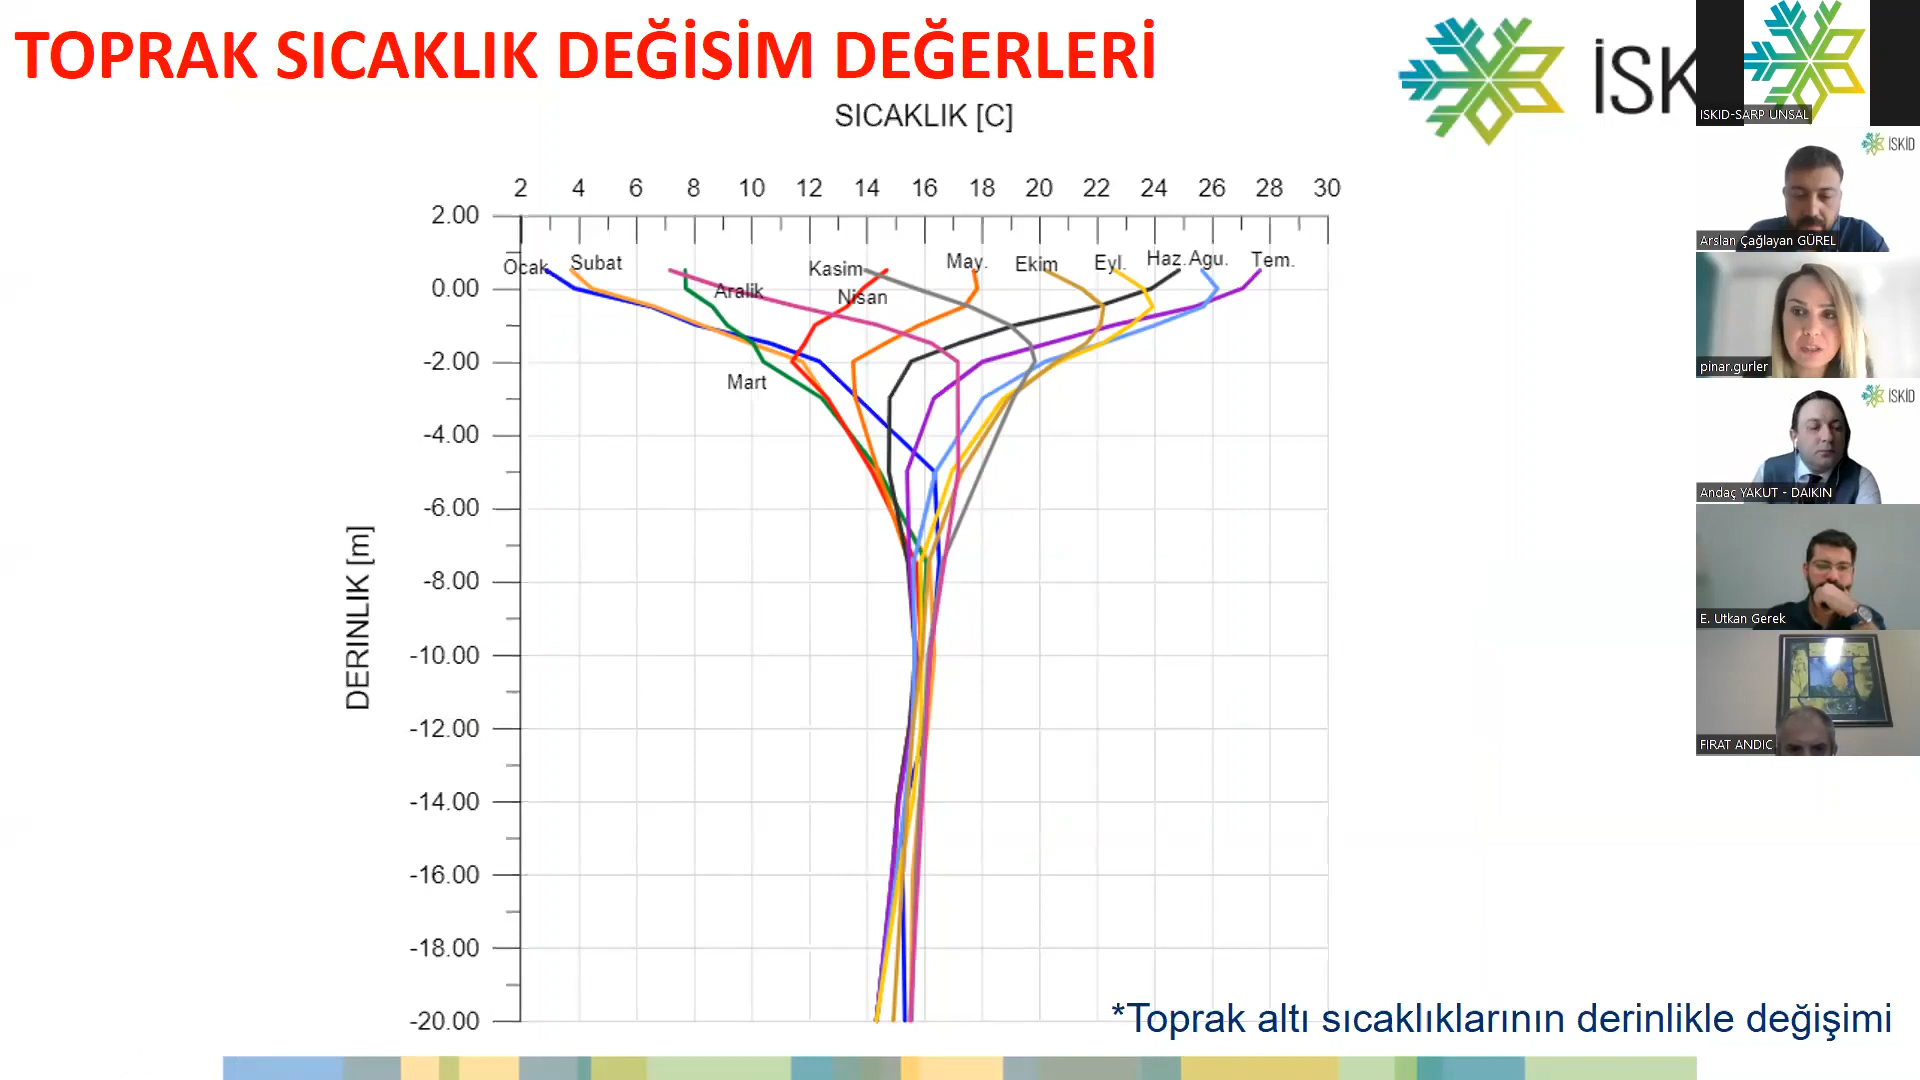 TOPRAK SICAKLIK DEĞİSİM DEĞERLERİ
İSK
SICAKLIK [C]
2 4 6 8 10 12 14 16 18 20 22 24 26 28 30
2.00
Ocak Subat Aralik Mart Kasim Nisan May. Ekim Eyl. Haz. Agu. Tem.
0.00
-2.00
-4.00
-6.00
-8.00
-10.00
-12.00
-14.00
-16.00
-18.00
-20.00
DERINLIK [m]
*Toprak altı sıcaklıklarının derinlikle değişimi
ISKID-SARP ÜNSAL
İSKİD
Arslan Çağlayan GÜREL
pinar.gurler
İSKİD
Andaç YAKUT - DAIKIN
E. Utkan Gerek
FIRAT ANDIC